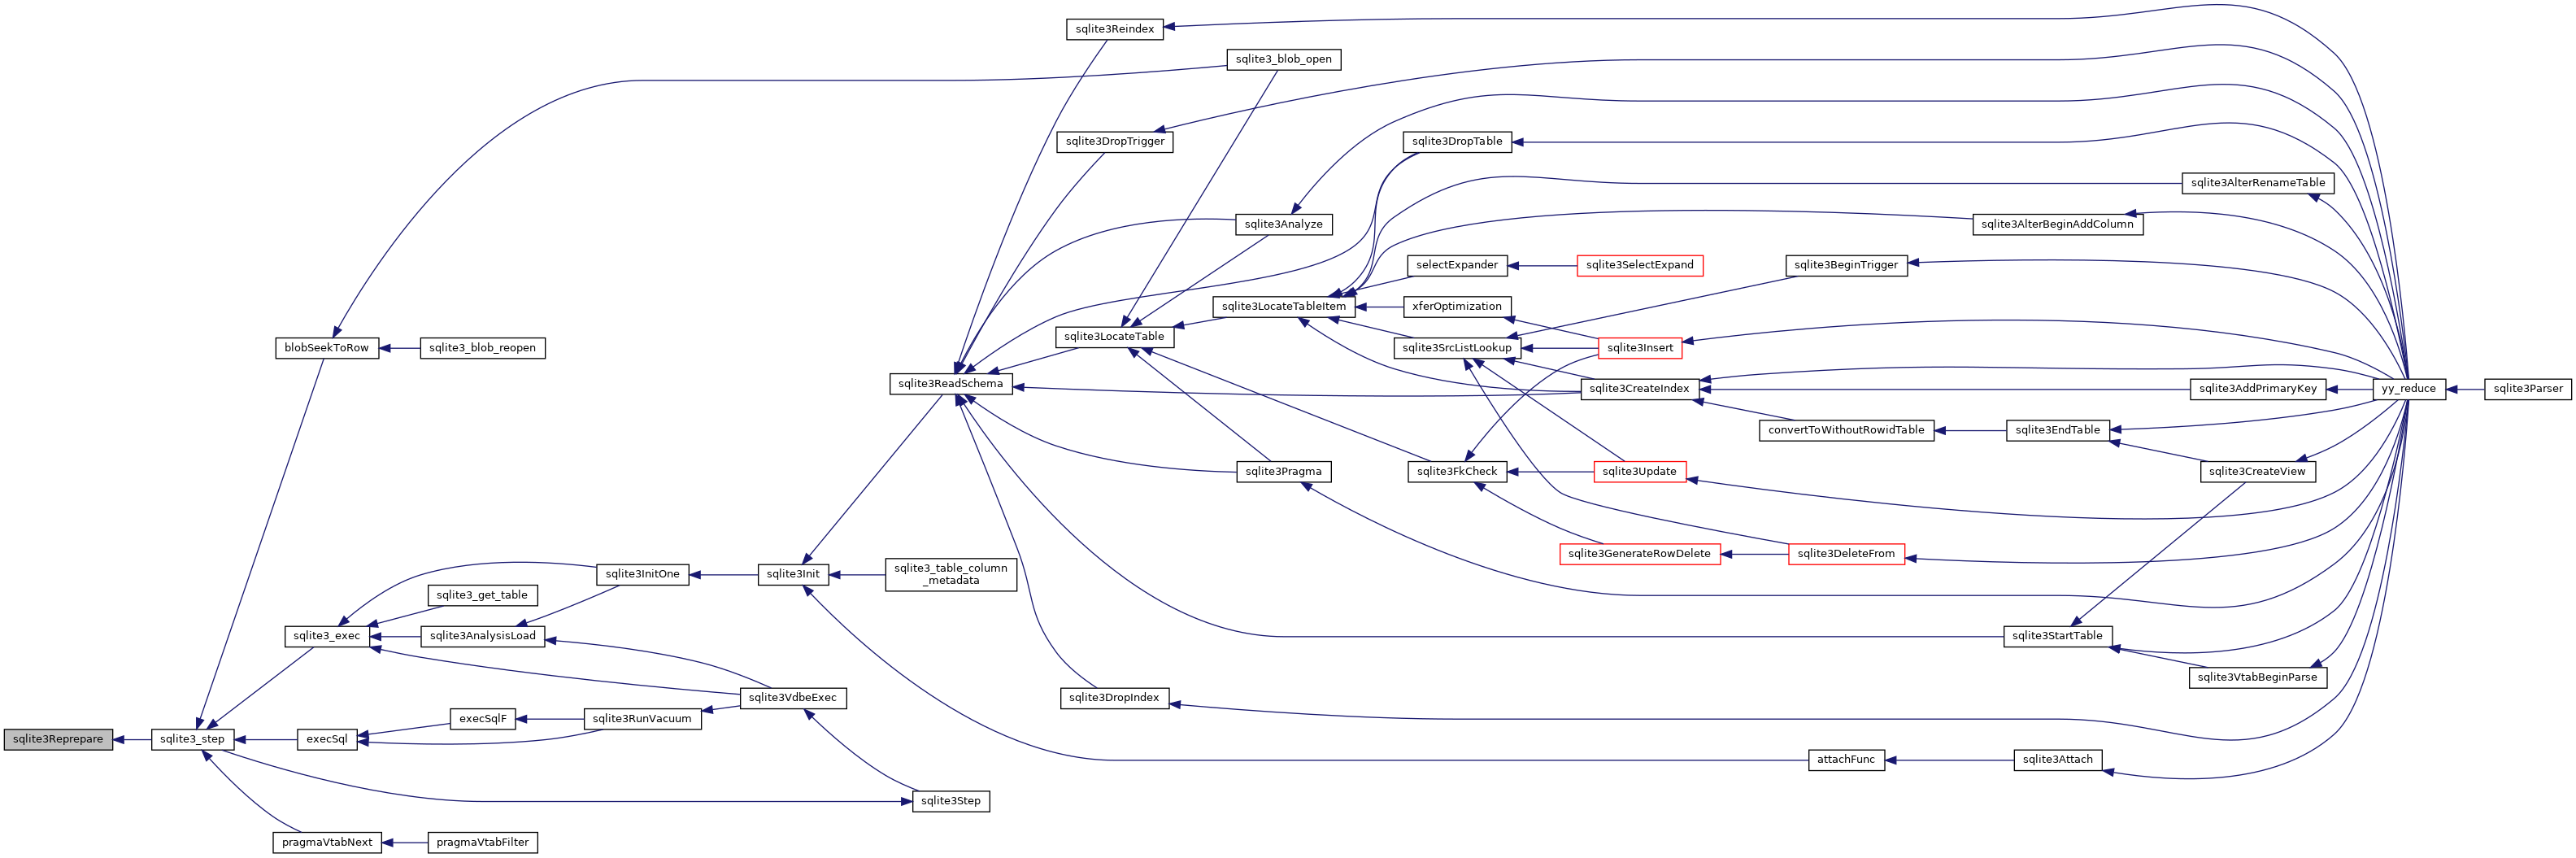 sqlite3Reindex
sqlite3_blob_open
sqlite3DropTrigger
sqlite3DropTable
sqlite3AlterRenameTable
sqlite3Analyze
sqlite3AlterBeginAddColumn
selectExpander
sqlite3SelectExpand
sqlite3BeginTrigger
sqlite3LocateTableItem
xferOptimization
sqlite3LocateTable
blobSeekToRow
sqlite3_blob_reopen
sqlite3SrcListLookup
sqlite3Insert
sqlite3ReadSchema
sqlite3CreateIndex
sqlite3AddPrimaryKey
yy_reduce
sqlite3Parser
convertToWithoutRowidTable
sqlite3EndTable
sqlite3Pragma
sqlite3FkCheck
sqlite3Update
sqlite3CreateView
sqlite3GenerateRowDelete
sqlite3DeleteFrom
sqlite3InitOne
sqlite3Init
sqlite3_table_column
_metadata
sqlite3_get_table
sqlite3_exec
sqlite3AnalysisLoad
sqlite3StartTable
sqlite3VtabBeginParse
sqlite3VdbeExec
sqlite3DropIndex
execSqlF
sqlite3RunVacuum
sqlite3Reprepare
sqlite3_step
execSql
attachFunc
sqlite3Attach
sqlite3Step
pragmaVtabNext
pragmaVtabFilter